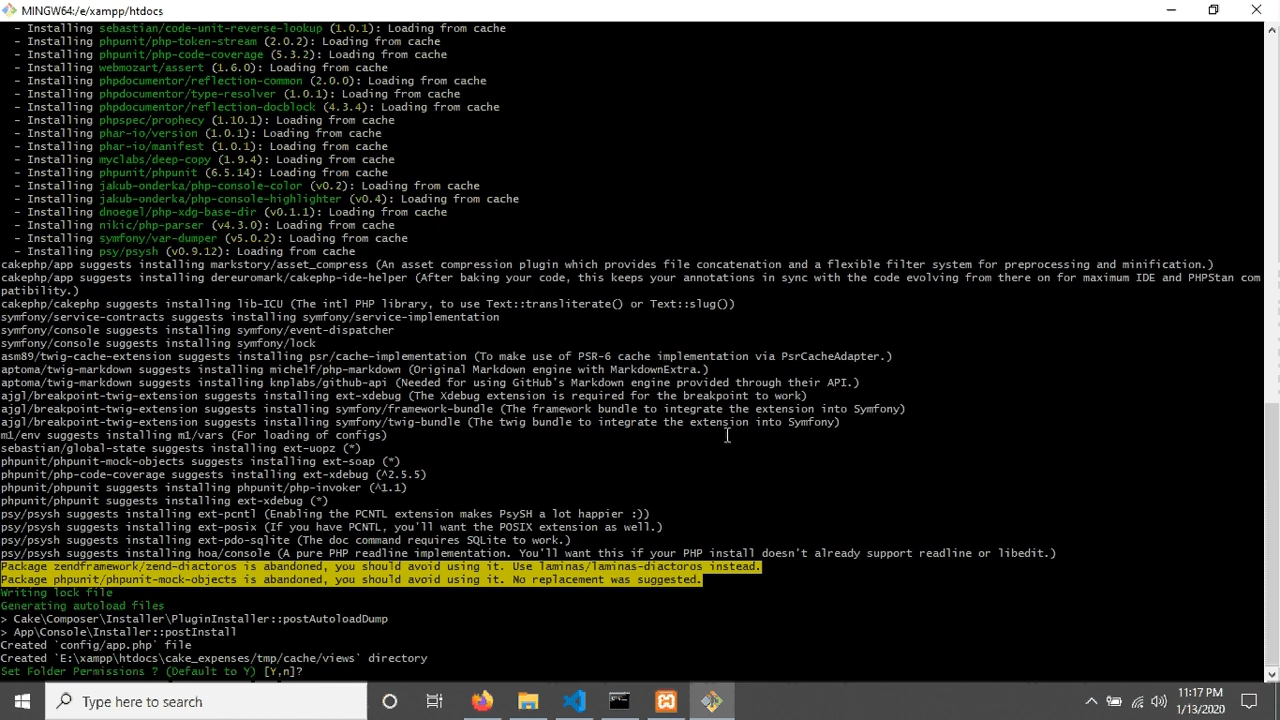 MINGW64:/e/xampp/htdocs
- Installing sebastian/code-unit-reverse-lookup (1.0.1): Loading from cache
- Installing phpunit/php-token-stream (2.0.2): Loading from cache
- Installing phpunit/php-code-coverage (5.3.2): Loading from cache
- Installing webmozart/assert (1.6.0): Loading from cache
- Installing phpdocumentor/reflection-common (2.0.0): Loading from cache
- Installing phpdocumentor/type-resolver (1.0.1): Loading from cache
- Installing phpdocumentor/reflection-docblock (4.3.4): Loading from cache
- Installing phpspec/prophecy (1.10.1): Loading from cache
- Installing phar-io/version (1.0.1): Loading from cache
- Installing phar-io/manifest (1.0.1): Loading from cache
- Installing myclabs/deep-copy (1.9.4): Loading from cache
- Installing phpunit/phpunit (6.5.14): Loading from cache
- Installing jakub-onderka/php-console-color (v0.2): Loading from cache
- Installing jakub-onderka/php-console-highlighter (v0.4): Loading from cache
- Installing dnoegel/php-xdg-base-dir (v0.1.1): Loading from cache
- Installing nikic/php-parser (v4.3.0): Loading from cache
- Installing symfony/var-dumper (v5.0.2): Loading from cache
- Installing psy/psysh (v0.9.12): Loading from cache
cakephp/app suggests installing markstory/asset_compress (An asset compression plugin which provides file concatenation and a flexible filter system for preprocessing and minification.)
cakephp/app suggests installing dereuromark/cakephp-ide-helper (After baking your code, this keeps your annotations in sync with the code evolving from there on for maximum IDE and PHPStan com
patibility.)
cakephp/cakephp suggests installing lib-ICU (The intl PHP library, to use Text::transliterate() or Text::slug())
symfony/service-contracts suggests installing symfony/service-implementation
symfony/console suggests installing symfony/event-dispatcher
symfony/console suggests installing symfony/lock
asm89/twig-cache-extension suggests installing psr/cache-implementation (To make use of PSR-6 cache implementation via PsrCacheAdapter.)
aptoma/twig-markdown suggests installing michelf/php-markdown (Original Markdown engine with MarkdownExtra.)
aptoma/twig-markdown suggests installing knplabs/github-api (Needed for using GitHub's Markdown engine provided through their API.)
ajgl/breakpoint-twig-extension suggests installing ext-xdebug (The Xdebug extension is required for the breakpoint to work)
ajgl/breakpoint-twig-extension suggests installing symfony/framework-bundle (The framework bundle to integrate the extension into Symfony)
ajgl/breakpoint-twig-extension suggests installing symfony/twig-bundle (The twig bundle to integrate the extension into Symfony)
m1/env suggests installing m1/vars (For loading of configs)
sebastian/global-state suggests installing ext-uopz (*)
phpunit/phpunit-mock-objects suggests installing ext-soap (*)
phpunit/php-code-coverage suggests installing ext-xdebug (^2.5.5)
phpunit/phpunit suggests installing phpunit/php-invoker (^1.1)
phpunit/phpunit suggests installing ext-xdebug (*)
psy/psysh suggests installing ext-pcntl (Enabling the PCNTL extension makes PsySH a lot happier :))
psy/psysh suggests installing ext-posix (If you have PCNTL, you'll want the POSIX extension as well.)
psy/psysh suggests installing ext-pdo-sqlite (The doc command requires SQLite to work.)
psy/psysh suggests installing hoa/console (A pure PHP readline implementation. You'll want this if your PHP install doesn't already support readline or libedit.)
Package zendframework/zend-diactoros is abandoned, you should avoid using it. Use laminas/laminas-diactoros instead.
Package phpunit/phpunit-mock-objects is abandoned, you should avoid using it. No replacement was suggested.
Writing lock file
Generating autoload files
> Cake\Composer\Installer\PluginInstaller::postAutoloadDump
> App\Console\Installer::postInstall
Created `config/app.php` file
Created `E:\xampp\htdocs\cake_expenses/tmp/cache/views` directory
Set Folder Permissions ? (Default to Y) [Y,n]?
Type here to search
11:17 PM
1/13/2020